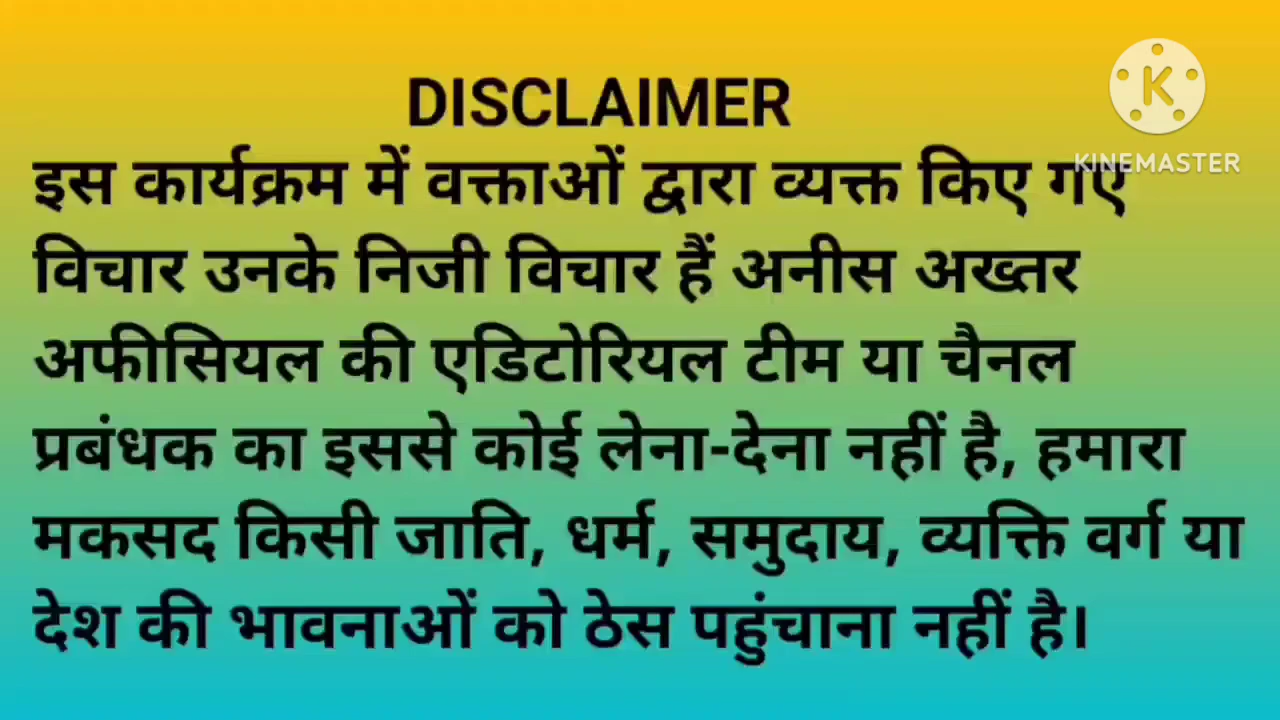 DISCLAIMER
इस कार्यक्रम में वक्ताओं द्वारा व्यक्त किए गए
विचार उनके निजी विचार हैं अनीस अख्तर
अफीसियल की एडिटोरियल टीम या चैनल
प्रबंधक का इससे कोई लेना-देना नहीं है, हमारा
मकसद किसी जाति, धर्म, समुदाय, व्यक्ति वर्ग या
देश की भावनाओं को ठेस पहुंचाना नहीं है।
K
KINEMASTER